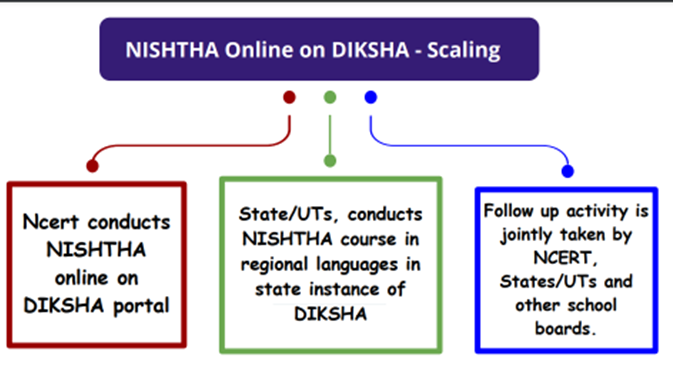 NISHTHA Online on DIKSHA - Scaling
Ncert conducts
NISHTHA
online on
DIKSHA portal
State/UTs, conducts
NISHTHA course in
regional languages in
state instance of
DIKSHA
Follow up activity is
jointly taken by
NCERT,
States/UTs and
other school
boards.